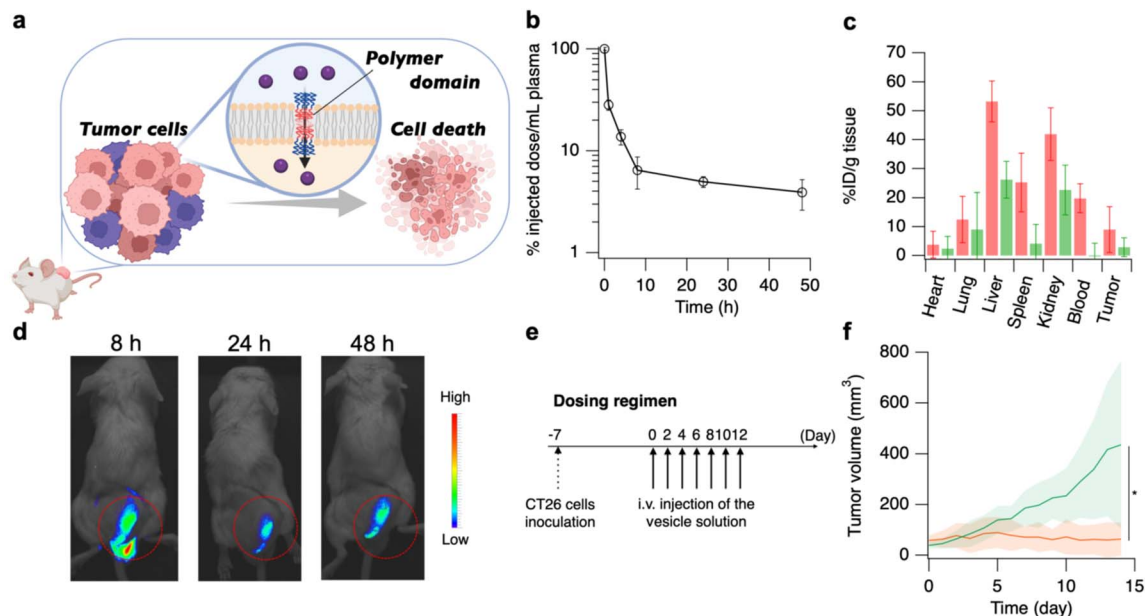 a
Polymer
domain
Tumor cells
Cell death
b
% injected dose/mL plasma
100
10
1
0 10 20 30 40 50
Time (h)
c
%ID/g tissue
70
60
50
40
30
20
10
0
Heart
Lung
Liver
Spleen
Kidney
Blood
Tumor
d
8 h 24 h 48 h
High
Low
e
Dosing regimen
-7 0 2 4 6 8 10 12 (Day)
CT26 cells
inoculation
i.v. injection of the
vesicle solution
f
Tumor volume (mm³)
800
600
400
200
0
*
0 5 10 15
Time (day)